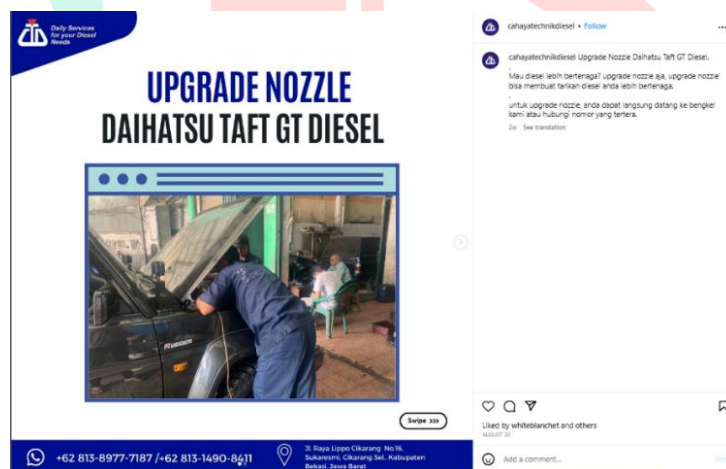 Daily Services
for your Diesel
Needs
UPGRADE NOZZLE
DAIHATSU TAFT GT DIESEL
Swipe >>>
+62 813-8977-7187 /+62 813-1490-8411
Jl. Raya Lippo Cikarang No.16,
Sukaresmi, Cikarang Sel., Kabupaten
Bekasi, Jawa Barat
cahayatechnikdiesel • Follow
cahayatechnikdiesel Upgrade Nozzle Daihatsu Taft GT Diesel.
.
Mau diesel lebih bertenaga? upgrade nozzle aja, upgrade nozzle
bisa membuat tarikan diesel anda lebih bertenaga.
.
untuk upgrade nozzle, anda dapat langsung datang ke bengkel
kami atau hubungi nomor yang tertera.
2w See translation
Liked by whiteblanchet and others
AUGUST 30
Add a comment...
Post